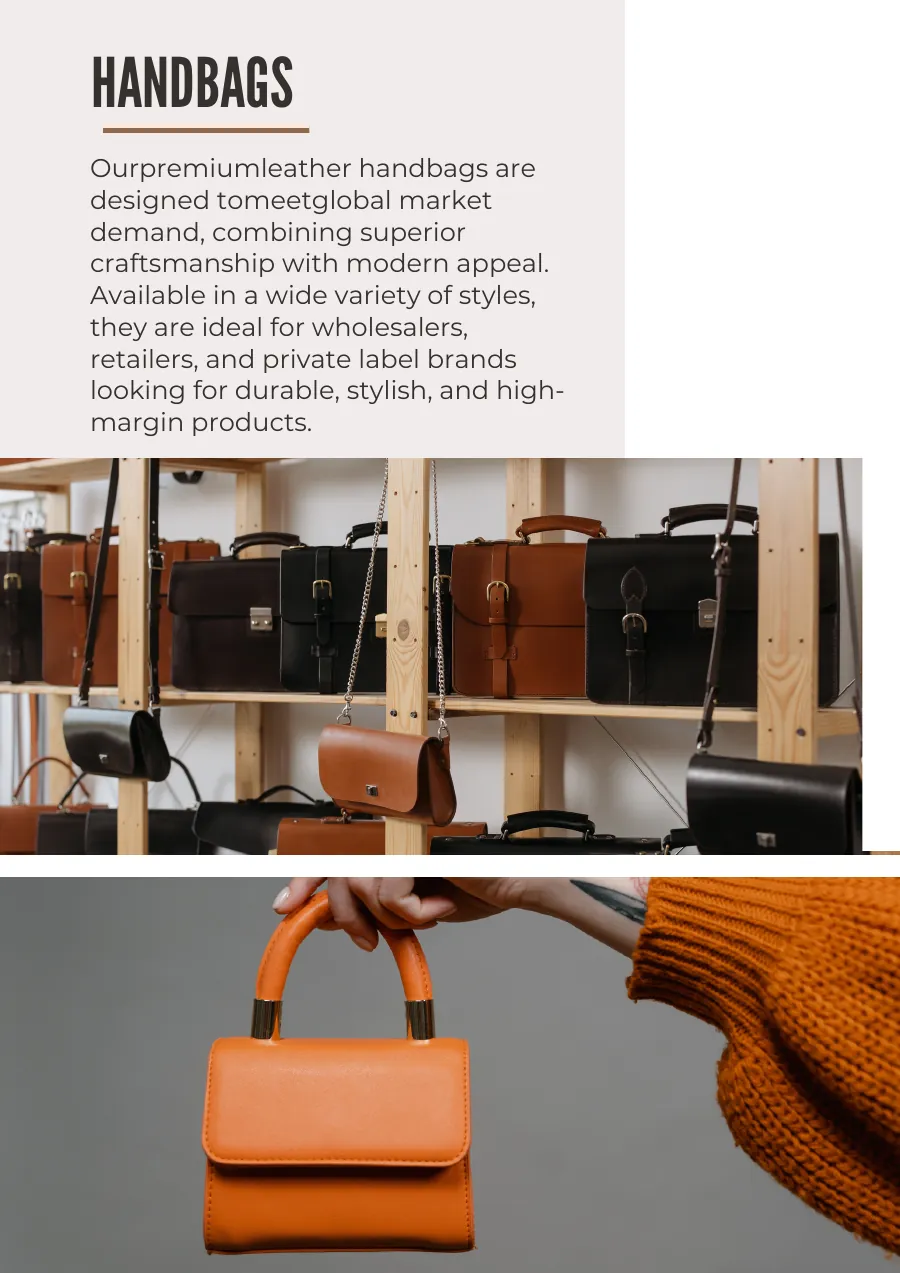 HANDBAGS
Ourpremiumleather handbags are
designed tomeetglobal market
demand, combining superior
craftsmanship with modern appeal.
Available in a wide variety of styles,
they are ideal for wholesalers,
retailers, and private label brands
looking for durable, stylish, and high-
margin products.